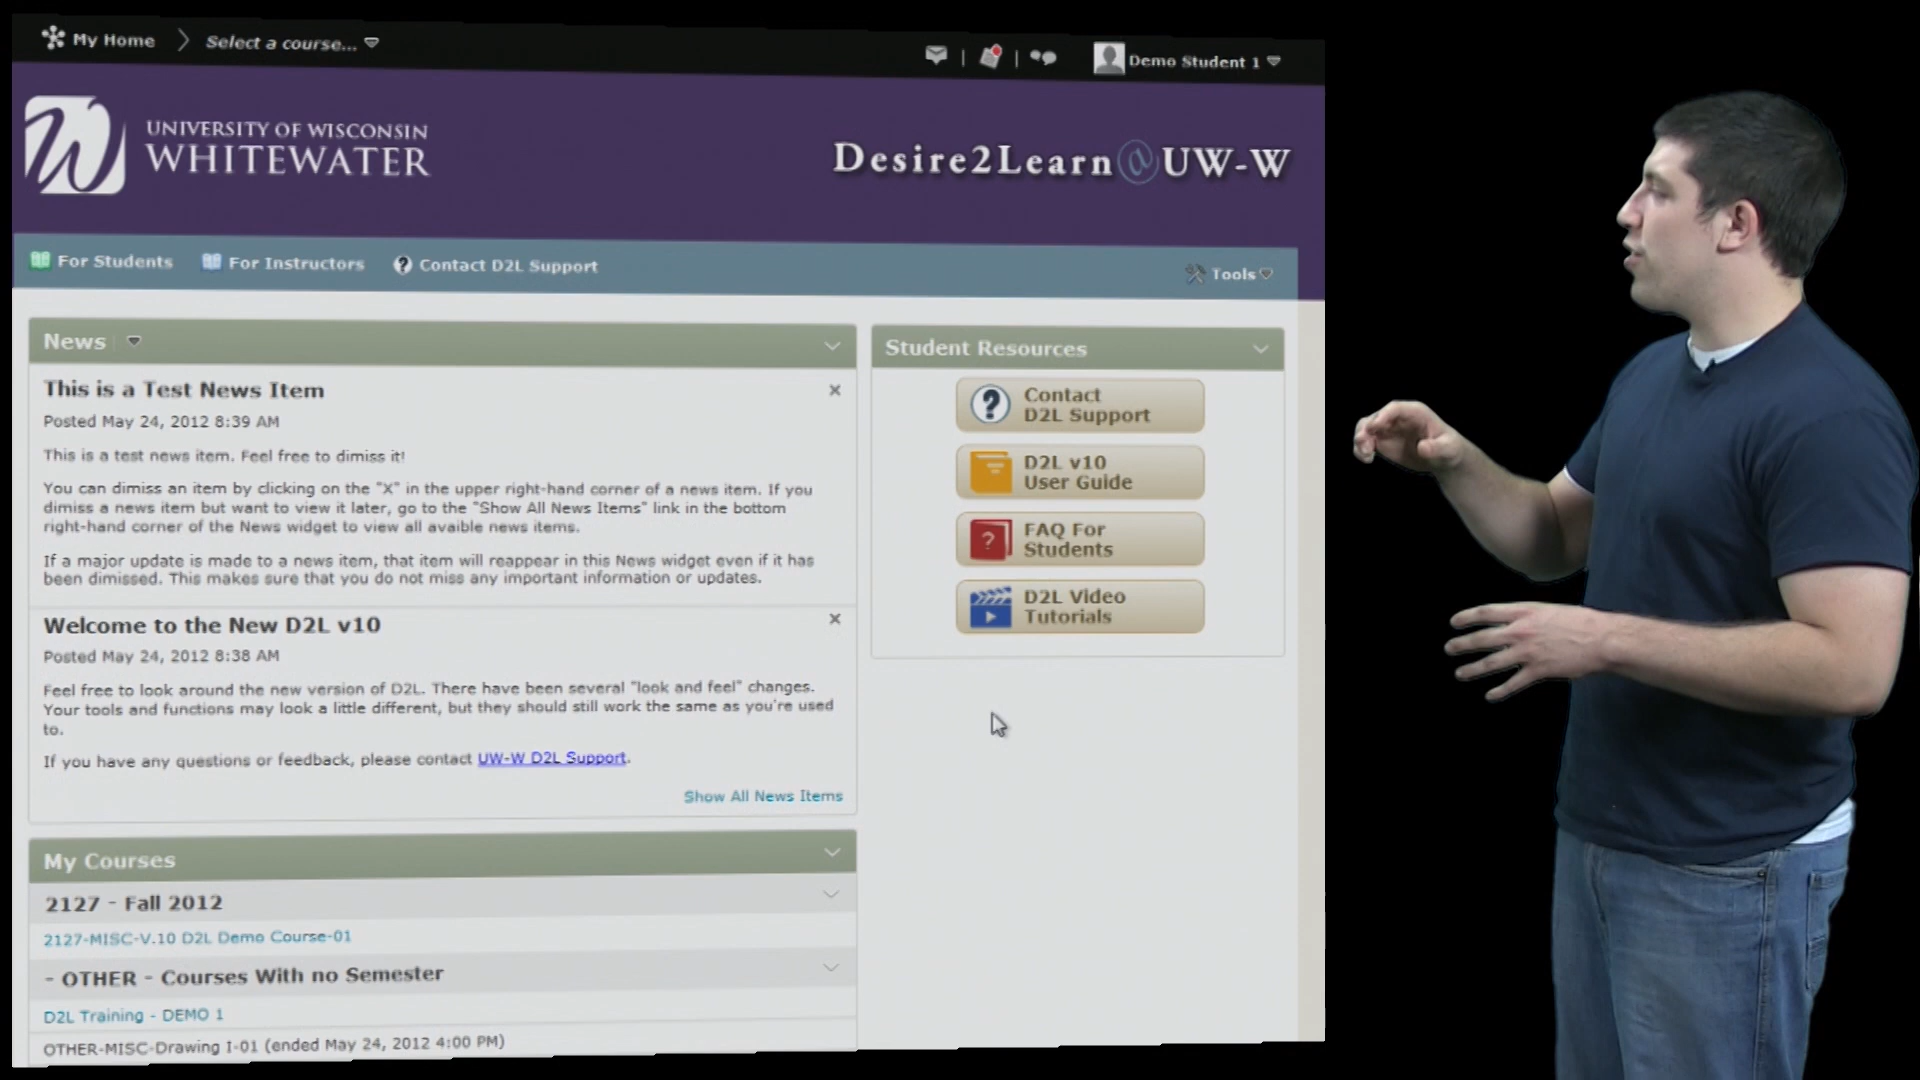 My Home Select a course...
Demo Student 1
UNIVERSITY OF WISCONSIN
WHITEWATER
Desire2Learn@UW-W
For Students For Instructors Contact D2L Support Tools
News
This is a Test News Item
Posted May 24, 2012 8:39 AM
This is a test news item. Feel free to dimiss it!
You can dimiss an item by clicking on the "X" in the upper right-hand corner of a news item. If you
dimiss a news item but want to view it later, go to the "Show All News Items" link in the bottom
right-hand corner of the News widget to view all avaible news items.
If a major update is made to a news item, that item will reappear in this News widget even if it has
been dimissed. This makes sure that you do not miss any important information or updates.
Welcome to the New D2L v10
Posted May 24, 2012 8:38 AM
Feel free to look around the new version of D2L. There have been several "look and feel" changes.
Your tools and functions may look a little different, but they should still work the same as you're used
to.
If you have any questions or feedback, please contact UW-W D2L Support.
Show All News Items
My Courses
2127 - Fall 2012
2127-MISC-V.10 D2L Demo Course-01
- OTHER - Courses With no Semester
D2L Training - DEMO 1
OTHER-MISC-Drawing I-01 (ended May 24, 2012 4:00 PM)
Student Resources
Contact
D2L Support
D2L v10
User Guide
FAQ For
Students
D2L Video
Tutorials